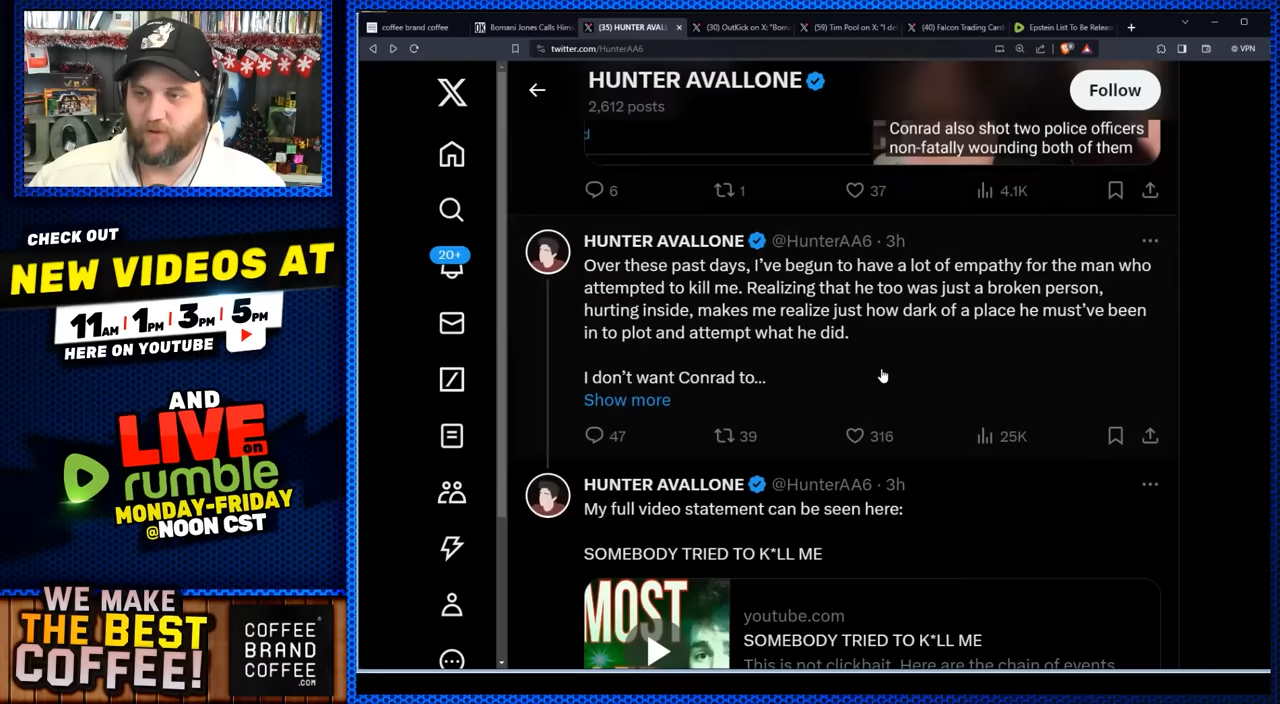 coffee brand coffee
Bomani Jones Calls Hims
(35) HUNTER AVAL
(30) OutKick on X: "Bom
(59) Tim Pool on X: "I de
(40) Falcon Trading Card
Epstein List To Be Releas
twitter.com/HunterAA6
VPN
HUNTER AVALLONE
2,612 posts
Follow
Conrad also shot two police officers
non-fatally wounding both of them
6
1
37
4.1K
20+
HUNTER AVALLONE @HunterAA6 · 3h
Over these past days, I've begun to have a lot of empathy for the man who
attempted to kill me. Realizing that he too was just a broken person,
hurting inside, makes me realize just how dark of a place he must've been
in to plot and attempt what he did.
I don't want Conrad to...
Show more
47
39
316
25K
HUNTER AVALLONE @HunterAA6 · 3h
My full video statement can be seen here:
SOMEBODY TRIED TO K*LL ME
MOST
youtube.com
SOMEBODY TRIED TO K*LL ME
This is not clickbait. Here are the chain of events
CHECK OUT
NEW VIDEOS AT
11AM | 1PM | 3PM | 5PM
HERE ON YOUTUBE
AND
LIVE on
rumble
MONDAY-FRIDAY
@NOON CST
WE MAKE
THE BEST
COFFEE!
COFFEE
BRAND
COFFEE
.COM